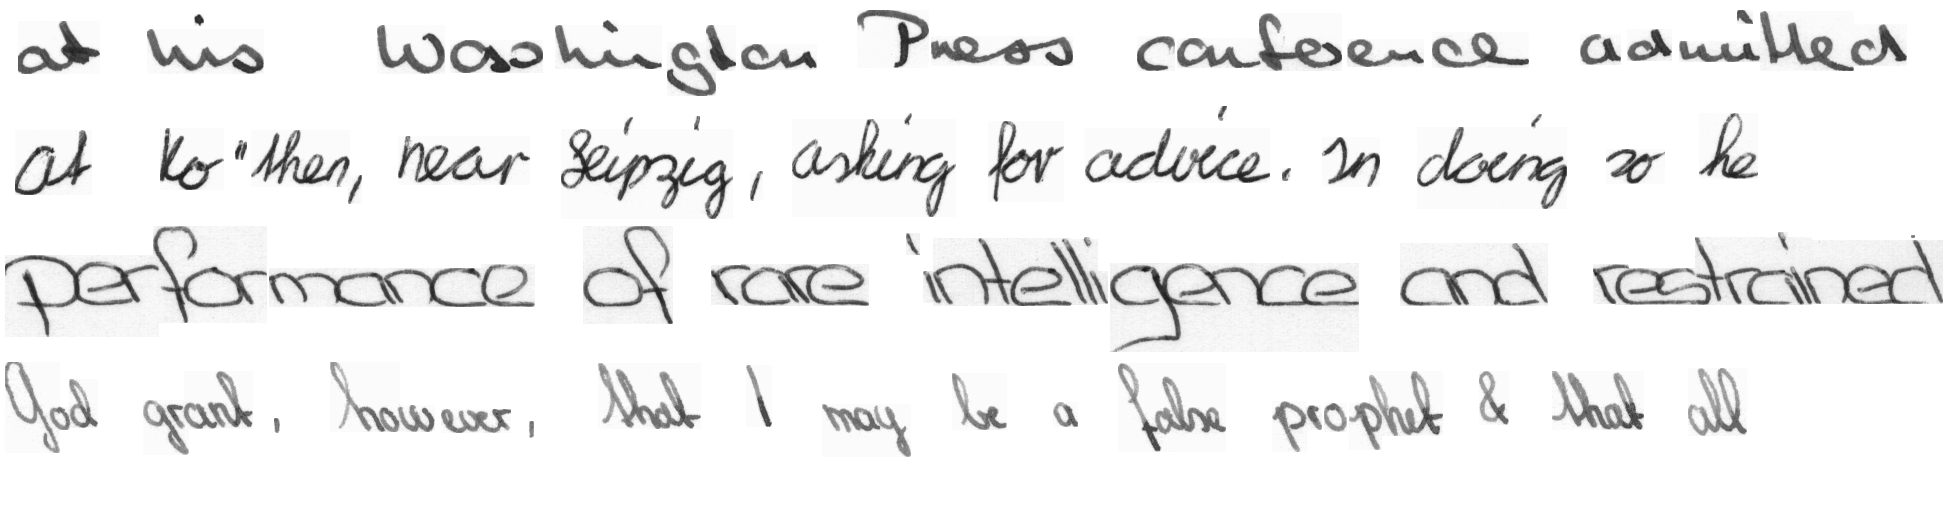 at his Washington Press conference admitted
at Ko"then, near Leipzig, asking for advice. In doing so he
performance of rare intelligence and restrained
God grant, however, that I may be a false prophet & that all